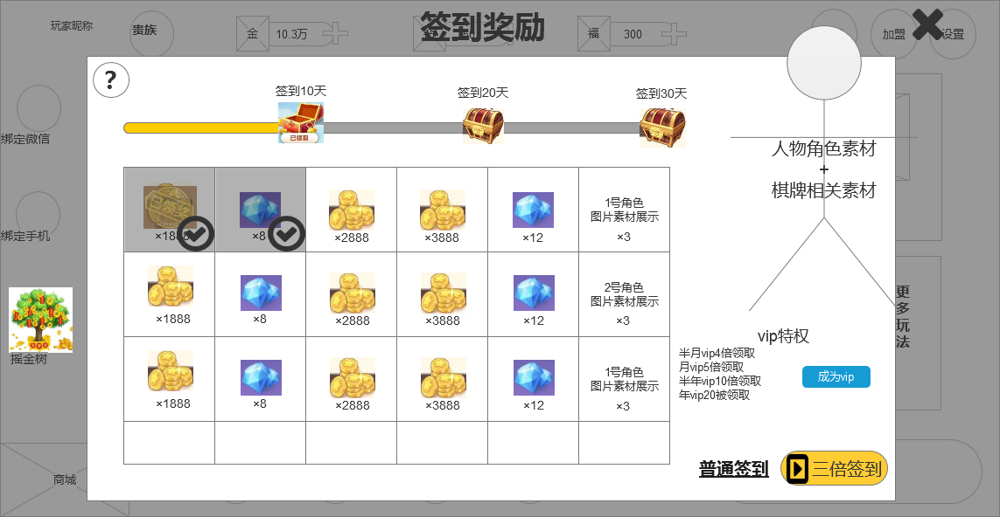 玩家昵称
贵族
金
10.3万
签到奖励
福
300
加盟
设置
?
签到10天
签到20天
签到30天
已领取
绑定微信
绑定手机
摇金树
商城
已领奖
×8
×2888
×3888
×12
1号角色
图片素材展示
×3
×1888
×8
×2888
×3888
×12
2号角色
图片素材展示
×3
×1888
×8
×2888
×3888
×12
1号角色
图片素材展示
×3
人物角色素材
+
棋牌相关素材
更多玩法
vip特权
半月vip4倍领取
月vip5倍领取
半年vip10倍领取
年vip20被领取
成为vip
普通签到
三倍签到